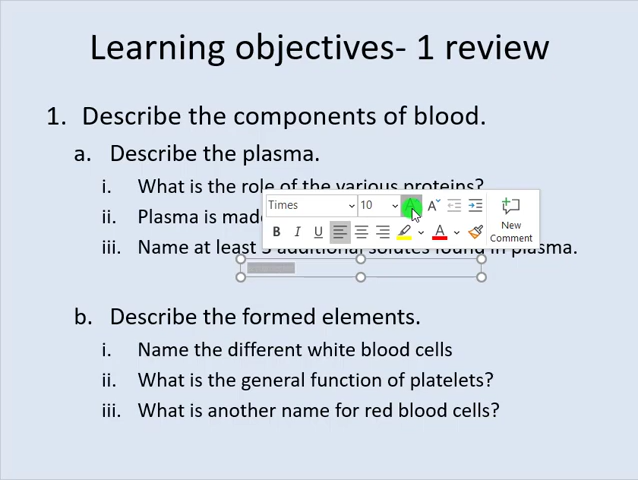 Learning objectives- 1 review
1. Describe the components of blood.
a. Describe the plasma.
i. What is the role of the various proteins?
Times 10 A A
New
Comment
ii. Plasma is made
B I U A
iii. Name at least 3 additional solutes found in plasma.
b. Describe the formed elements.
i. Name the different white blood cells
ii. What is the general function of platelets?
iii. What is another name for red blood cells?